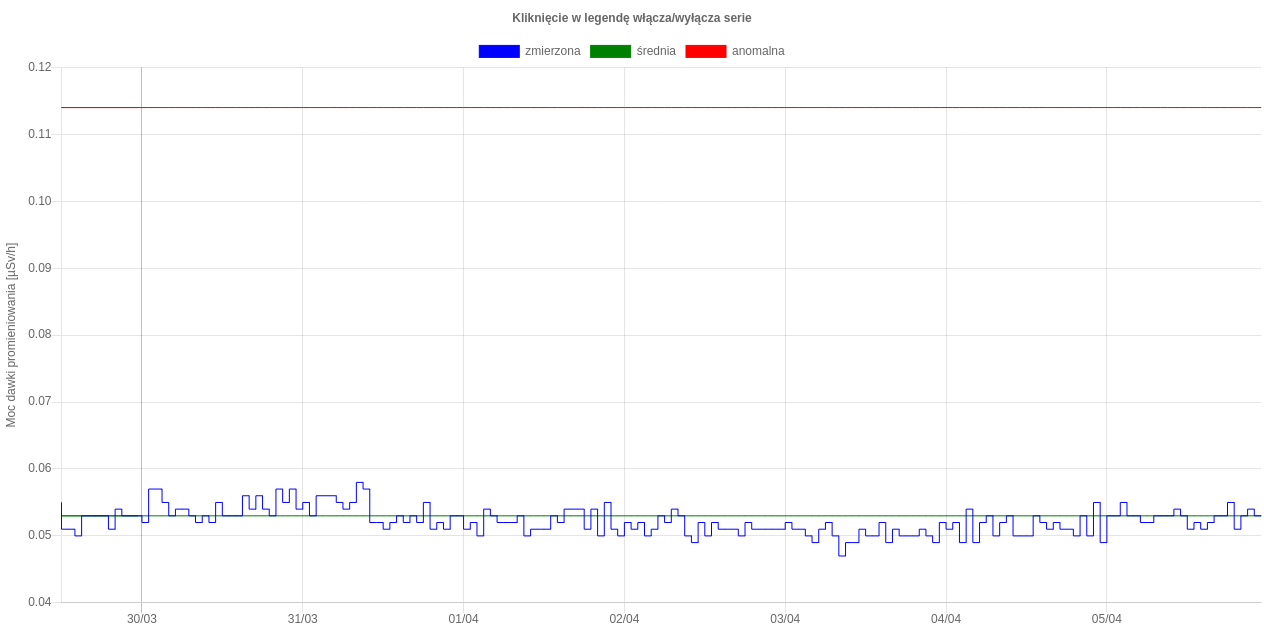 Kliknięcie w legendę włącza/wyłącza serie
zmierzona średnia anomalna
Moc dawki promieniowania [µSv/h]
0.12
0.11
0.10
0.09
0.08
0.07
0.06
0.05
0.04
30/03 31/03 01/04 02/04 03/04 04/04 05/04